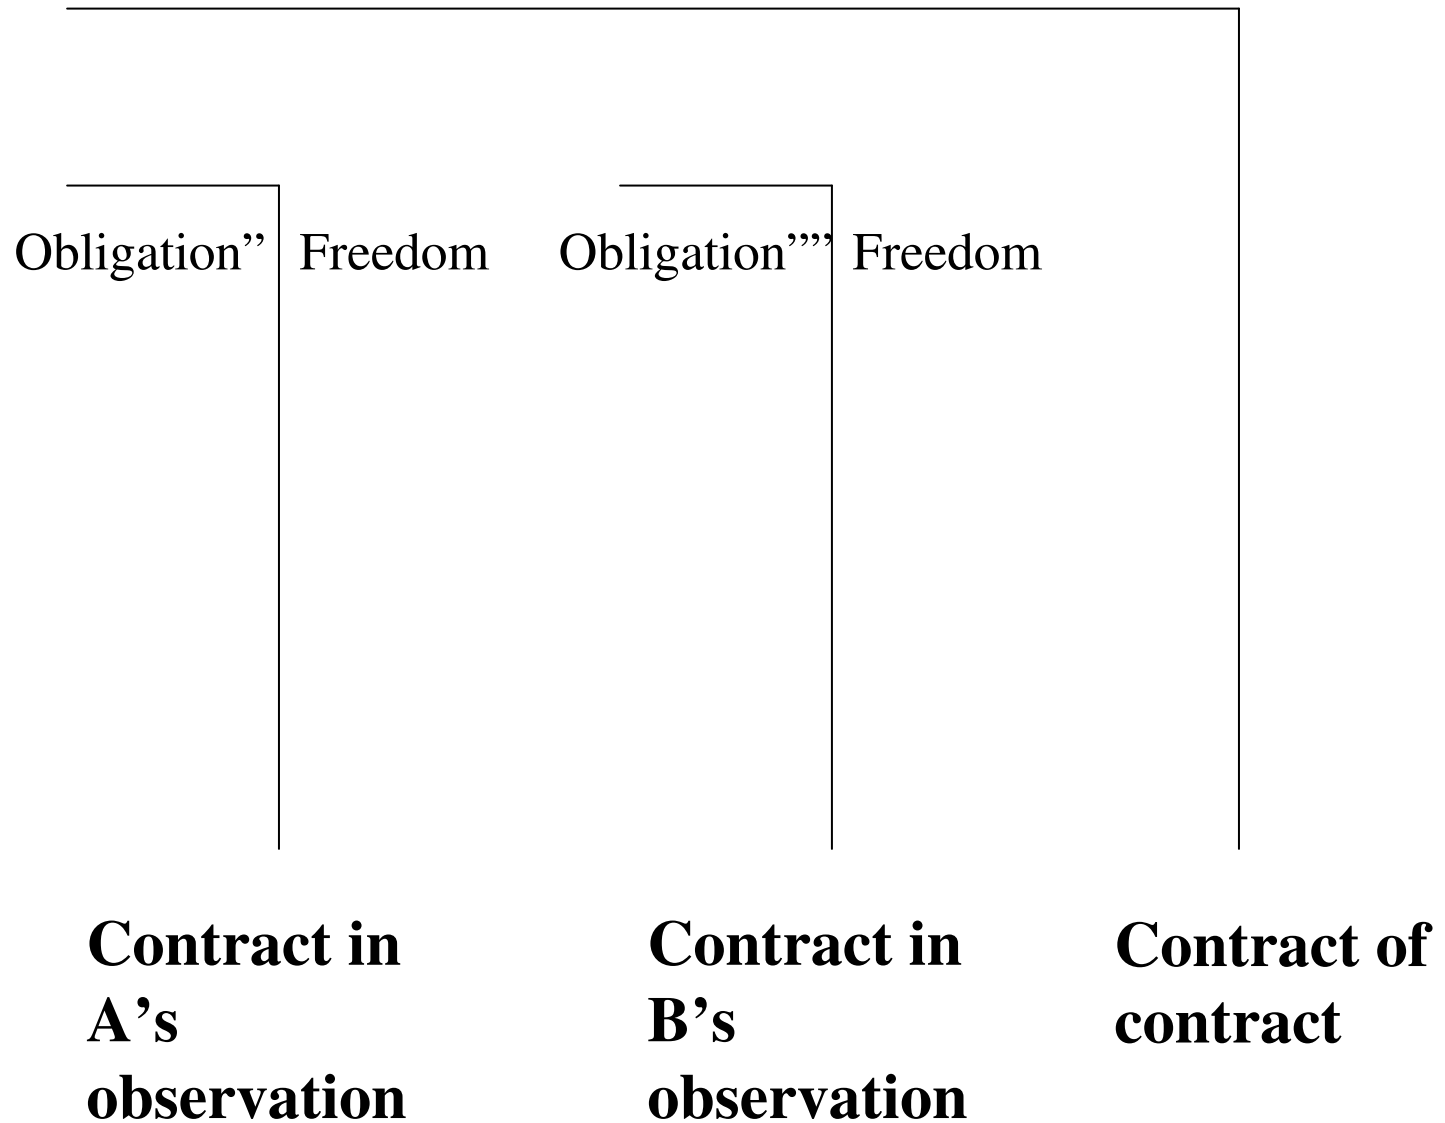 Obligation” Freedom Obligation”” Freedom
Contract in
A’s
observation
Contract in
B’s
observation
Contract of
contract